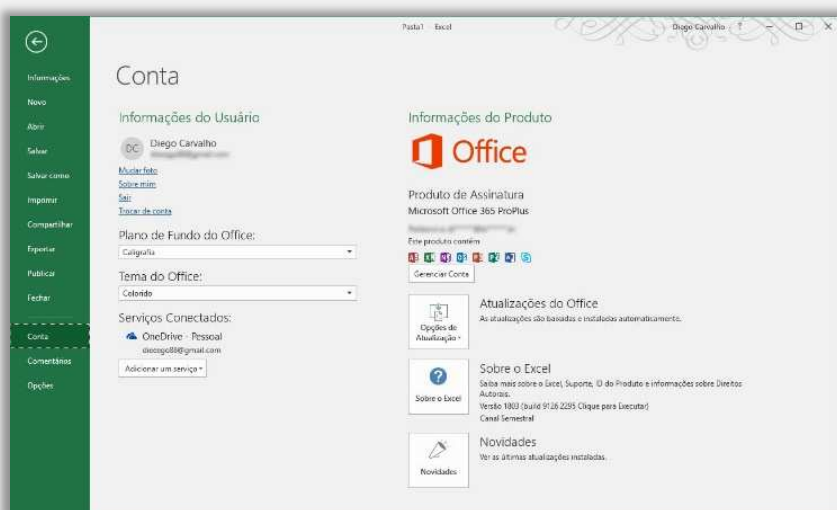 Pasta1 - Excel
Diego Carvalho
?
Informações
Novo
Abrir
Salvar
Salvar como
Imprimir
Compartilhar
Exportar
Publicar
Fechar
Conta
Comentários
Opções
Conta
Informações do Usuário
DC
Diego Carvalho
Mudar foto
Sobre mim
Sair
Trocar de conta
Plano de Fundo do Office:
Caligrafia
Tema do Office:
Colorido
Serviços Conectados:
OneDrive - Pessoal
Adicionar um serviço
Informações do Produto
Office
Produto de Assinatura
Microsoft Office 365 ProPlus
Este produto contém
Gerenciar Conta
Opções de
Atualização
Atualizações do Office
As atualizações são baixadas e instaladas automaticamente.
Sobre o Excel
Sobre o Excel
Saiba mais sobre o Excel, Suporte, ID do Produto e informações sobre Direitos
Autorais.
Versão 1803 (build 9126.2295 Clique para Executar)
Canal Semestral
Novidades
Novidades
Ver as últimas atualizações instaladas.